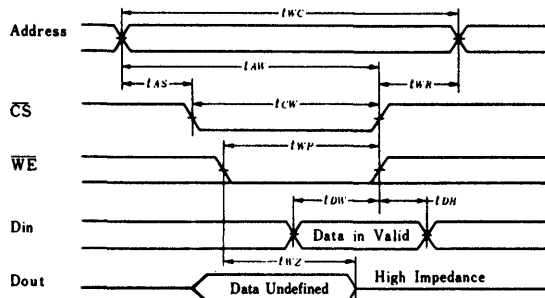 tWC
Address
tAW
tAS
tWR
tCW
CS
tWP
WE
tDW
tDH
Din
Data in Valid
tWZ
High Impedance
Dout
Data Undefined